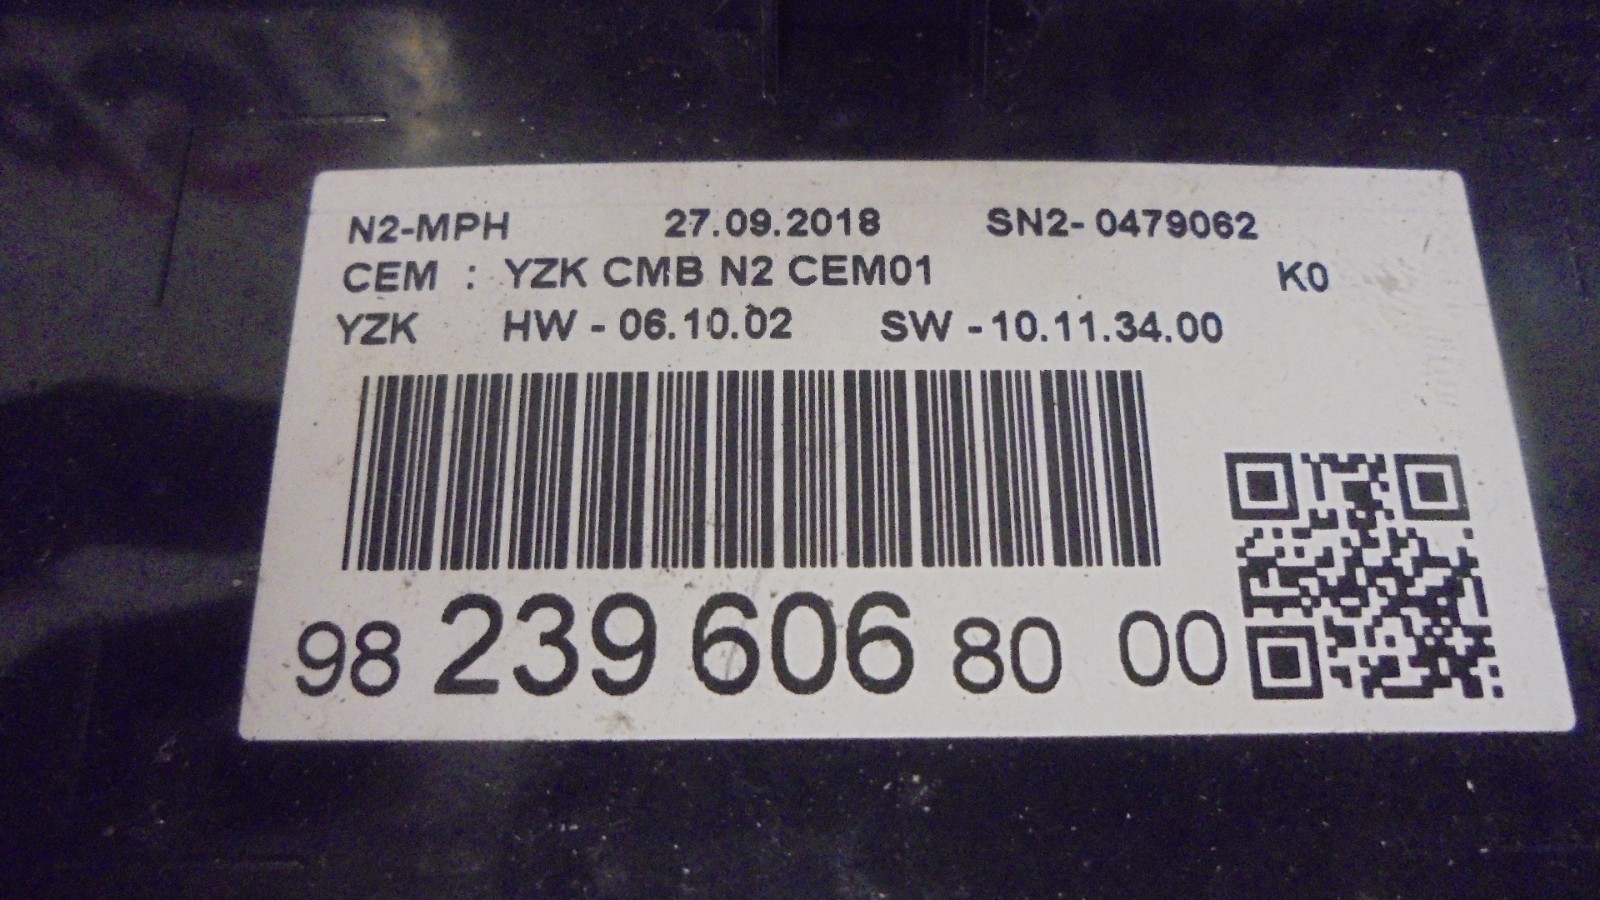 N2-MPH 27.09.2018 SN2- 0479062
CEM : YZK CMB N2 CEM01 K0
YZK HW - 06.10.02 SW -10.11.34.00
98 239 606 80 00